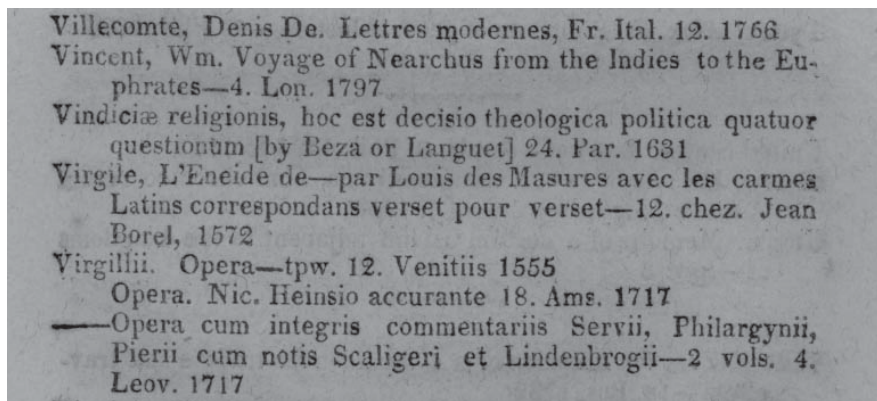 Villecomte, Denis De. Lettres modernes, Fr. Ital. 12. 1766
Vincent, Wm. Voyage of Nearchus from the Indies to the Eu-
phrates—4. Lon. 1797
Vindiciæ religionis, hoc est decisio theologica politica quatuor
questionum [by Beza or Languet] 24. Par. 1631
Virgile, L'Eneide de—par Louis des Masures avec les carmes
Latins correspondans verset pour verset—12. chez. Jean
Borel, 1572
Virgillii. Opera—tpw. 12. Venitiis 1555
Opera. Nic. Heinsio accurante 18. Ams. 1717
——Opera cum integris commentariis Servii, Philargynii,
Pierii cum notis Scaligeri et Lindenbrogii—2 vols. 4.
Leov. 1717